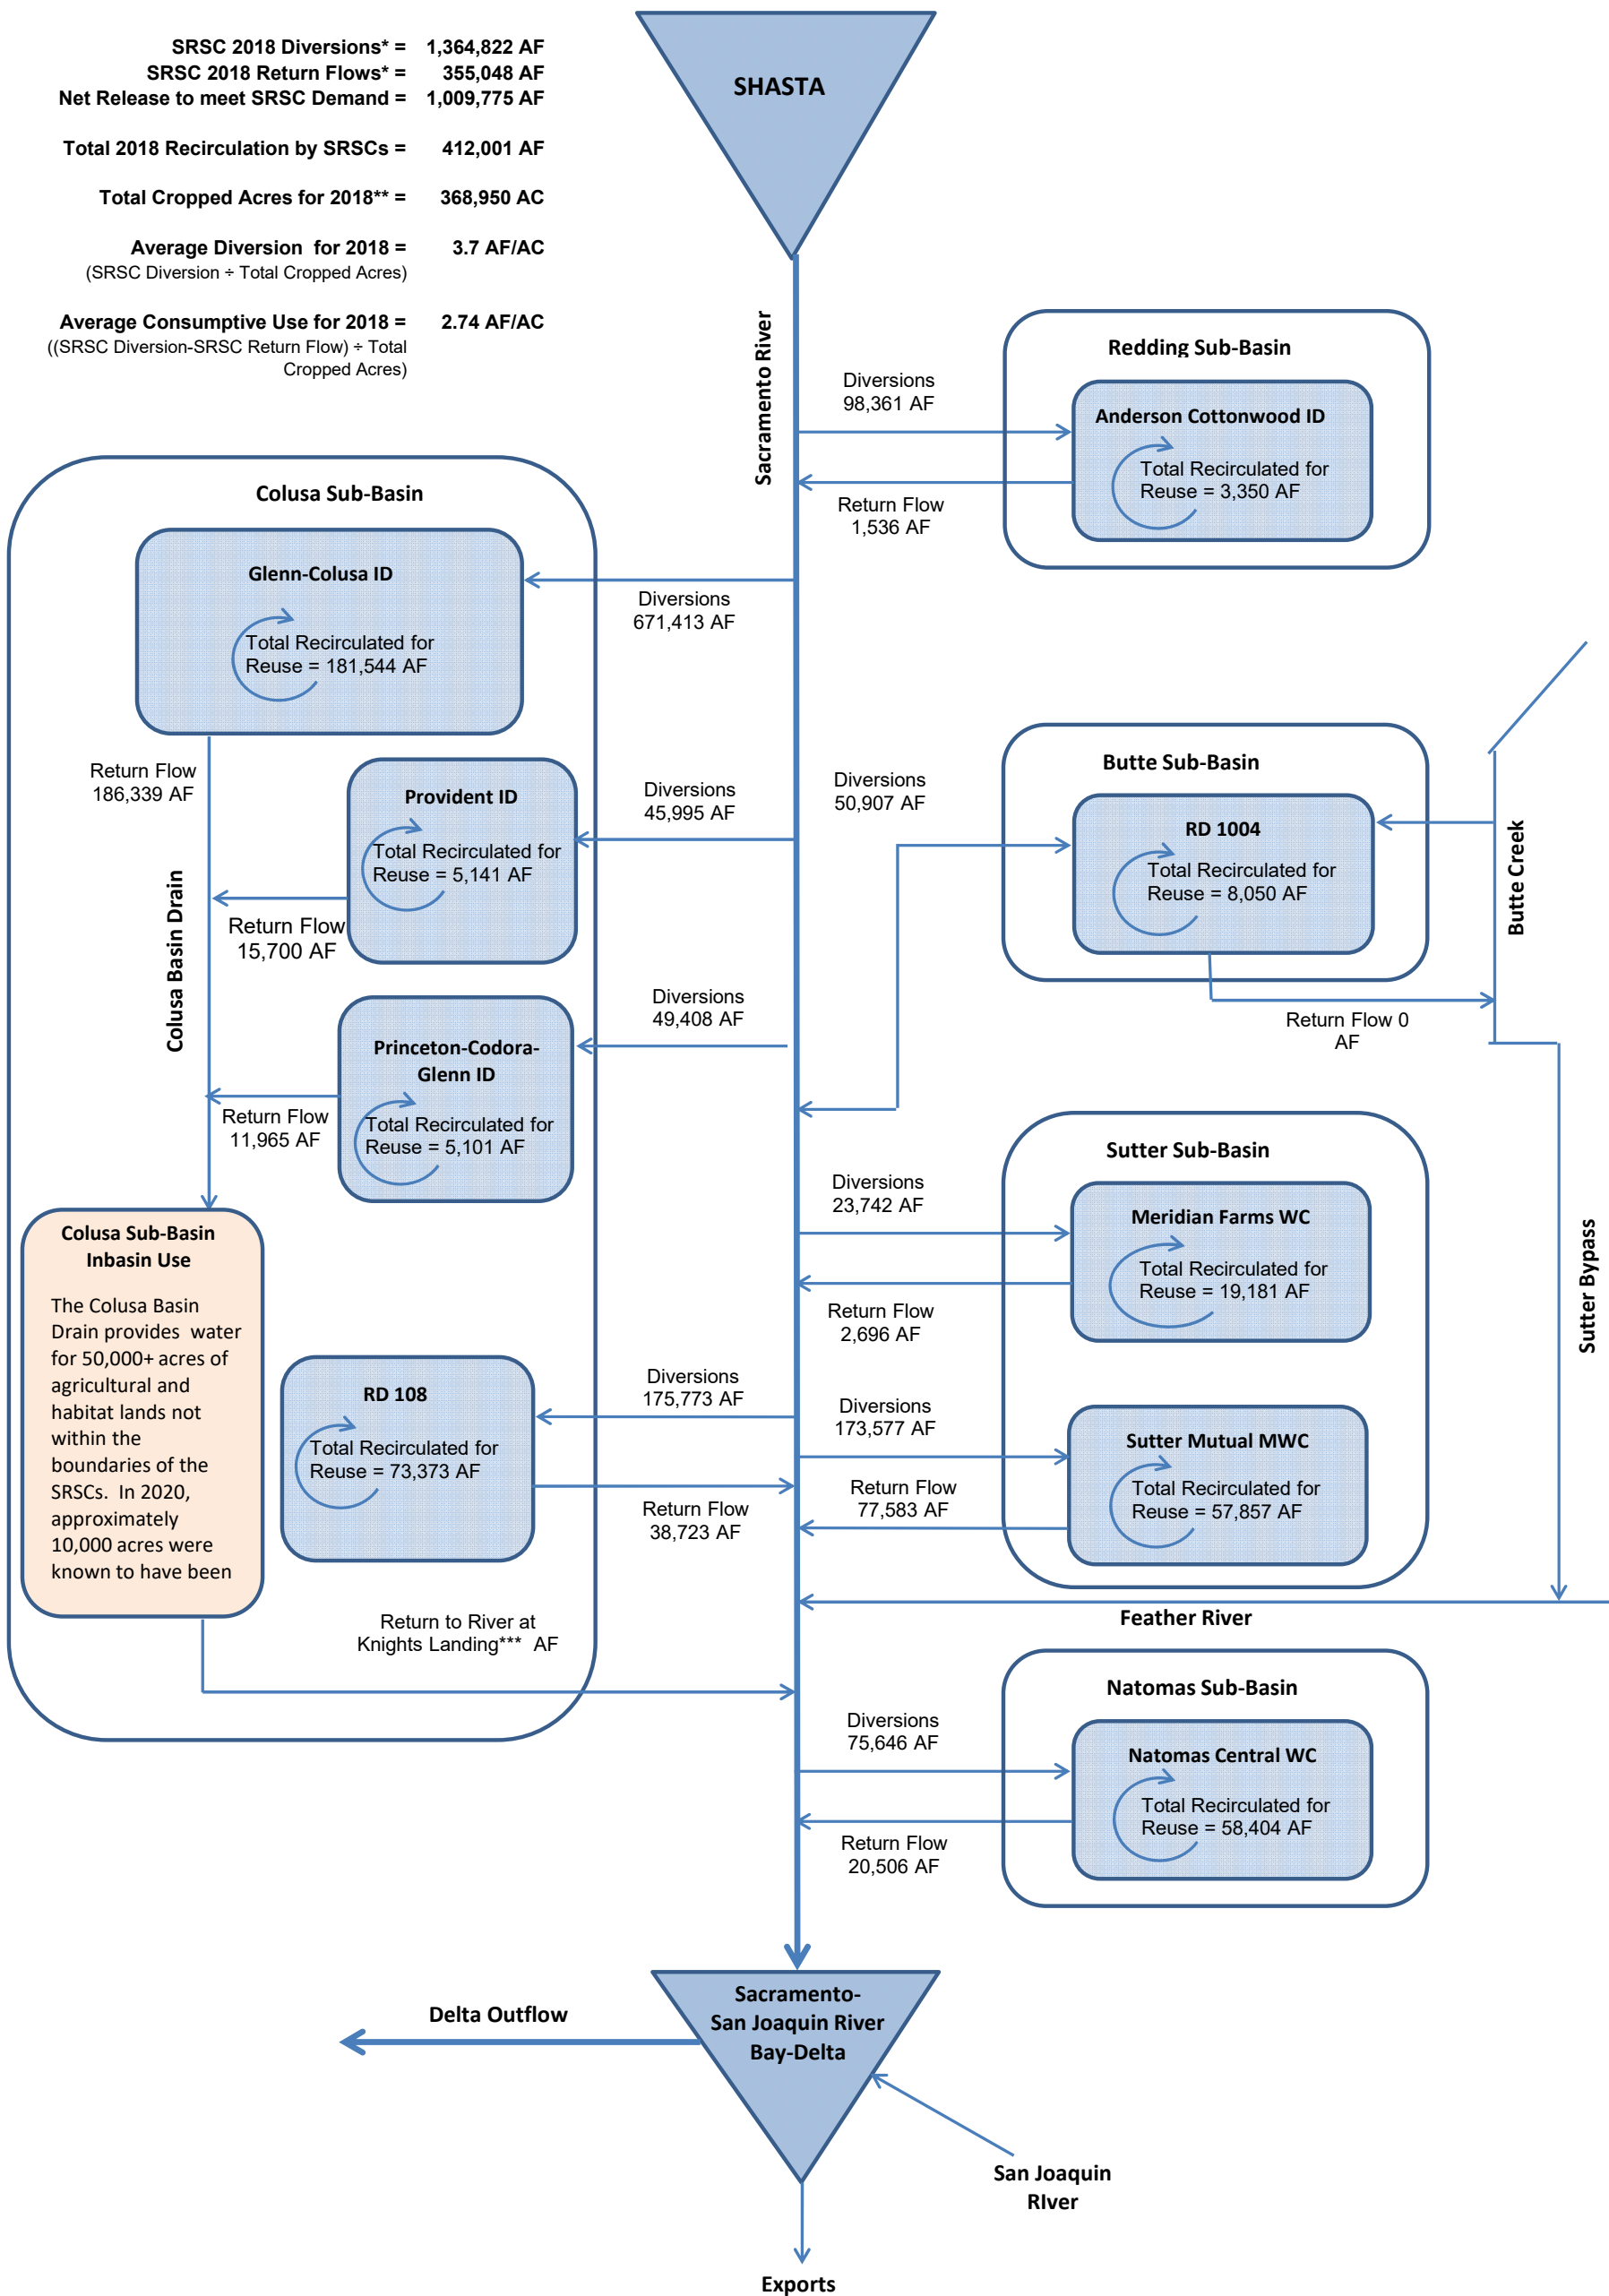 SRSC 2018 Diversions* = 1,364,822 AF
SRSC 2018 Return Flows* = 355,048 AF
Net Release to meet SRSC Demand = 1,009,775 AF
Total 2018 Recirculation by SRSCs = 412,001 AF
Total Cropped Acres for 2018** = 368,950 AC
Average Diversion for 2018 = 3.7 AF/AC
(SRSC Diversion ÷ Total Cropped Acres)
Average Consumptive Use for 2018 = 2.74 AF/AC
((SRSC Diversion-SRSC Return Flow) ÷ Total
Cropped Acres)
SHASTA
Sacramento River
Redding Sub-Basin
Diversions
98,361 AF
Anderson Cottonwood ID
Total Recirculated for
Reuse = 3,350 AF
Return Flow
1,536 AF
Colusa Sub-Basin
Glenn-Colusa ID
Total Recirculated for
Reuse = 181,544 AF
Diversions
671,413 AF
Return Flow
186,339 AF
Colusa Basin Drain
Provident ID
Total Recirculated for
Reuse = 5,141 AF
Diversions
45,995 AF
Return Flow
15,700 AF
Butte Sub-Basin
Diversions
50,907 AF
RD 1004
Total Recirculated for
Reuse = 8,050 AF
Return Flow 0
AF
Butte Creek
Diversions
49,408 AF
Princeton-Codora-
Glenn ID
Total Recirculated for
Reuse = 5,101 AF
Return Flow
11,965 AF
Sutter Sub-Basin
Diversions
23,742 AF
Meridian Farms WC
Total Recirculated for
Reuse = 19,181 AF
Return Flow
2,696 AF
Sutter Bypass
Colusa Sub-Basin
Inbasin Use
The Colusa Basin
Drain provides water
for 50,000+ acres of
agricultural and
habitat lands not
within the
boundaries of the
SRSCs. In 2020,
approximately
10,000 acres were
known to have been
RD 108
Total Recirculated for
Reuse = 73,373 AF
Diversions
175,773 AF
Return Flow
38,723 AF
Diversions
173,577 AF
Sutter Mutual MWC
Total Recirculated for
Reuse = 57,857 AF
Return Flow
77,583 AF
Feather River
Return to River at
Knights Landing*** AF
Natomas Sub-Basin
Diversions
75,646 AF
Natomas Central WC
Total Recirculated for
Reuse = 58,404 AF
Return Flow
20,506 AF
Sacramento-
San Joaquin River
Bay-Delta
Delta Outflow
San Joaquin
RIver
Exports